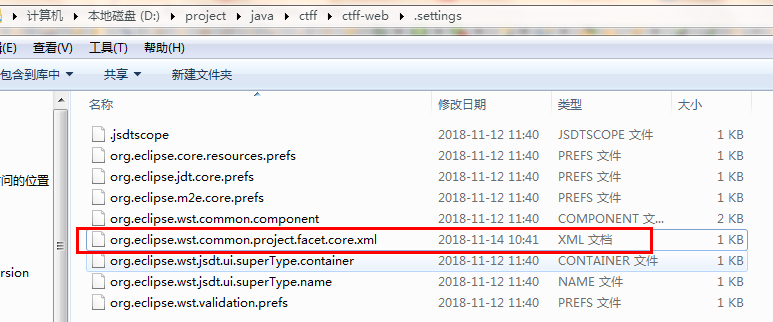 计算机 本地磁盘 (D:) project java ctff ctff-web .settings
(E) 查看(V) 工具(T) 帮助(H)
包含到库中 共享 新建文件夹
名称 修改日期 类型 大小
.jsdtscope 2018-11-12 11:40 JSDTSCOPE 文件 1 KB
org.eclipse.core.resources.prefs 2018-11-12 11:40 PREFS 文件 1 KB
org.eclipse.jdt.core.prefs 2018-11-12 11:40 PREFS 文件 1 KB
问的位置
org.eclipse.m2e.core.prefs 2018-11-12 11:40 PREFS 文件 1 KB
org.eclipse.wst.common.component 2018-11-12 11:40 COMPONENT 文... 2 KB
org.eclipse.wst.common.project.facet.core.xml 2018-11-14 10:41 XML 文档 1 KB
org.eclipse.wst.jsdt.ui.superType.container 2018-11-12 11:40 CONTAINER 文件 1 KB
ersion
org.eclipse.wst.jsdt.ui.superType.name 2018-11-12 11:40 NAME 文件 1 KB
org.eclipse.wst.validation.prefs 2018-11-12 11:40 PREFS 文件 1 KB